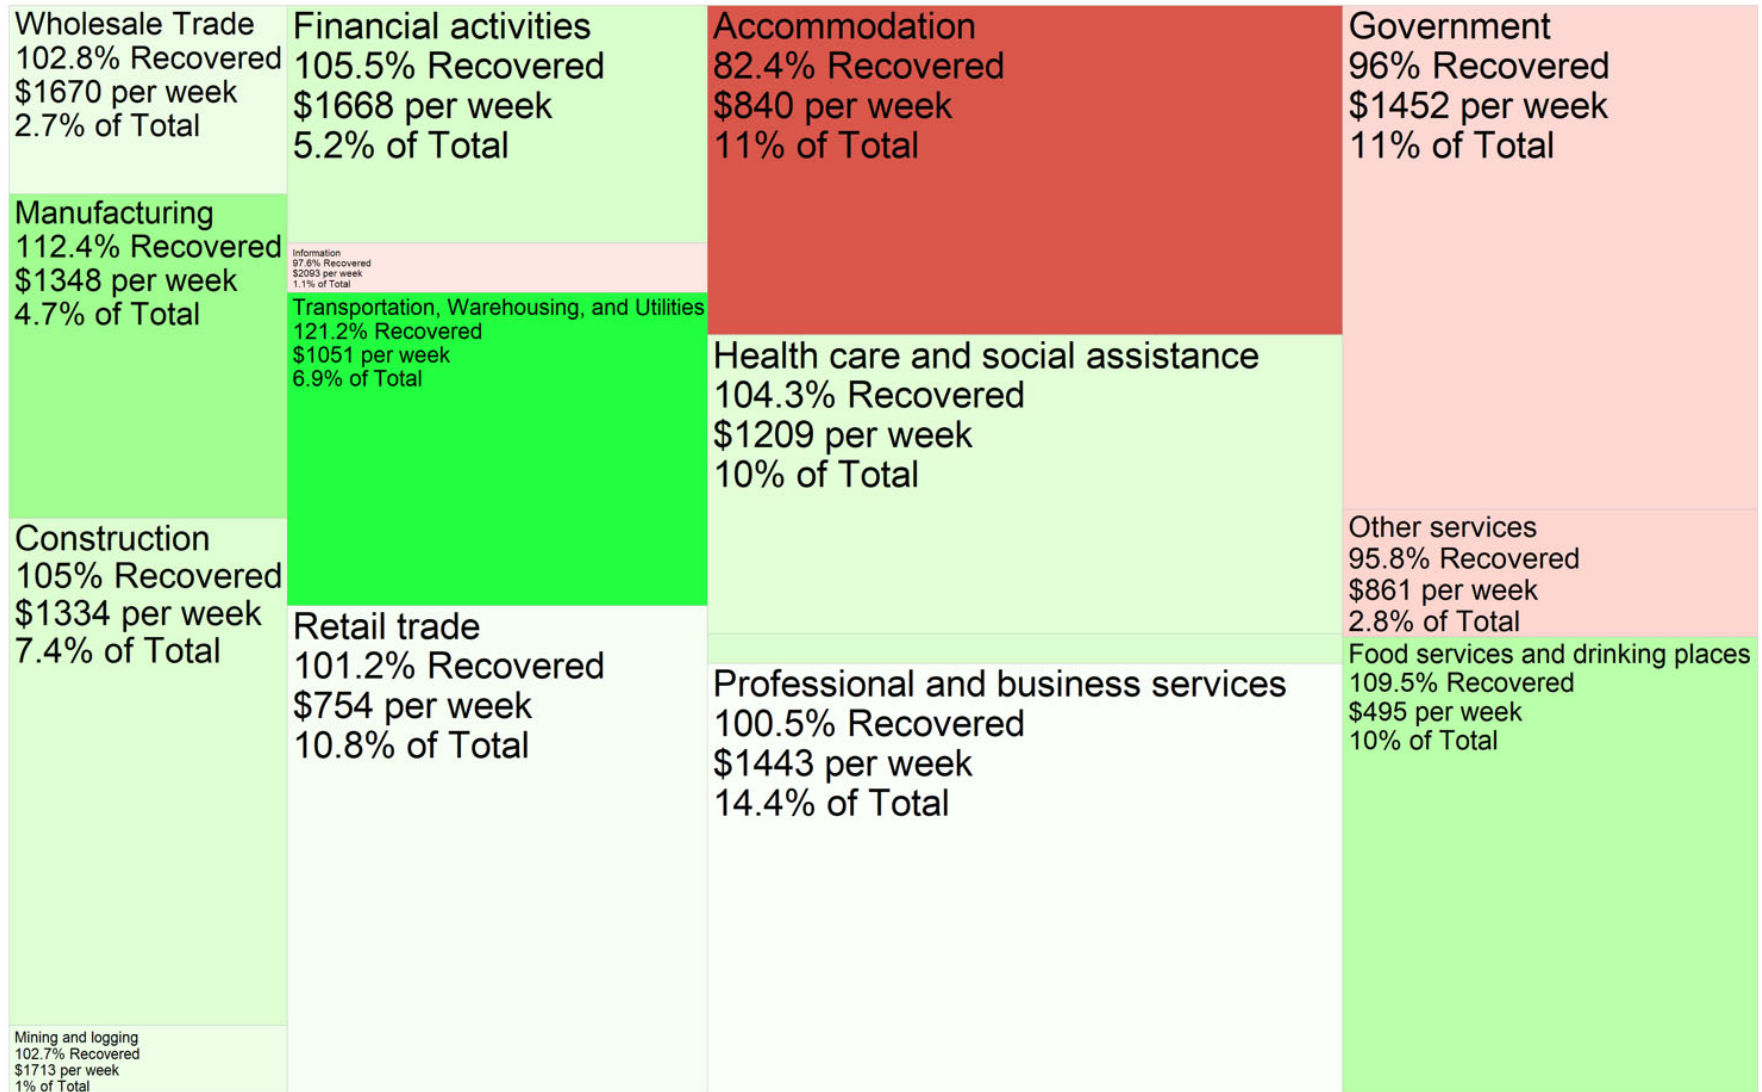 Wholesale Trade
102.8% Recovered
$1670 per week
2.7% of Total
Manufacturing
112.4% Recovered
$1348 per week
4.7% of Total
Construction
105% Recovered
$1334 per week
7.4% of Total
Mining and logging
102.7% Recovered
$1713 per week
1% of Total
Financial activities
105.5% Recovered
$1668 per week
5.2% of Total
Information
97.6% Recovered
$2093 per week
1.1% of Total
Transportation, Warehousing, and Utilities
121.2% Recovered
$1051 per week
6.9% of Total
Retail trade
101.2% Recovered
$754 per week
10.8% of Total
Accommodation
82.4% Recovered
$840 per week
11% of Total
Health care and social assistance
104.3% Recovered
$1209 per week
10% of Total
Professional and business services
100.5% Recovered
$1443 per week
14.4% of Total
Government
96% Recovered
$1452 per week
11% of Total
Other services
95.8% Recovered
$861 per week
2.8% of Total
Food services and drinking places
109.5% Recovered
$495 per week
10% of Total